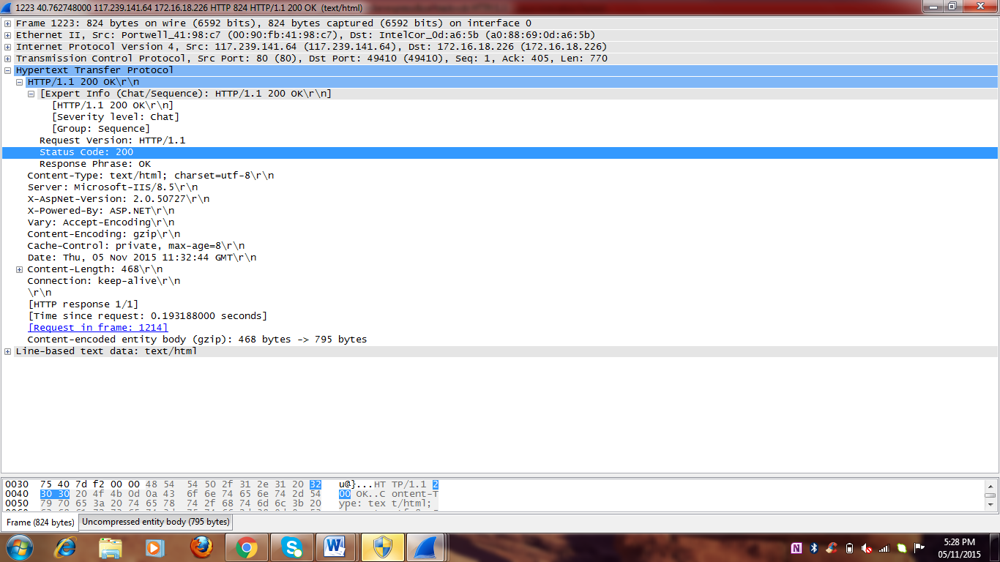 1223 40.762748000 117.239.141.64 172.16.18.226 HTTP 824 HTTP/1.1 200 OK (text/html)
Frame 1223: 824 bytes on wire (6592 bits), 824 bytes captured (6592 bits) on interface 0
Ethernet II, Src: Portwell_41:98:c7 (00:90:fb:41:98:c7), Dst: IntelCor_0d:a6:5b (a0:88:69:0d:a6:5b)
Internet Protocol Version 4, Src: 117.239.141.64 (117.239.141.64), Dst: 172.16.18.226 (172.16.18.226)
Transmission Control Protocol, Src Port: 80 (80), Dst Port: 49410 (49410), Seq: 1, Ack: 405, Len: 770
Hypertext Transfer Protocol
HTTP/1.1 200 OK\r\n
[Expert Info (Chat/Sequence): HTTP/1.1 200 OK\r\n]
[HTTP/1.1 200 OK\r\n]
[Severity level: Chat]
[Group: Sequence]
Request Version: HTTP/1.1
Status Code: 200
Response Phrase: OK
Content-Type: text/html; charset=utf-8\r\n
Server: Microsoft-IIS/8.5\r\n
X-AspNet-Version: 2.0.50727\r\n
X-Powered-By: ASP.NET\r\n
Vary: Accept-Encoding\r\n
Content-Encoding: gzip\r\n
Cache-Control: private, max-age=8\r\n
Date: Thu, 05 Nov 2015 11:32:44 GMT\r\n
Content-Length: 468\r\n
Connection: keep-alive\r\n
\r\n
[HTTP response 1/1]
[Time since request: 0.193188000 seconds]
[Request in frame: 1214]
Content-encoded entity body (gzip): 468 bytes -> 795 bytes
Line-based text data: text/html
0030 75 40 7d f2 00 00 48 54 54 50 2f 31 2e 31 20 32 u@}...HT TP/1.1 2
0040 30 30 20 4f 4b 0d 0a 43 6f 6e 74 65 6e 74 2d 54 00 OK..C ontent-T
0050 79 70 65 3a 20 74 65 78 74 2f 68 74 6d 6c 3b 20 ype: tex t/html;
Frame (824 bytes) Uncompressed entity body (795 bytes)
5:28 PM
05/11/2015